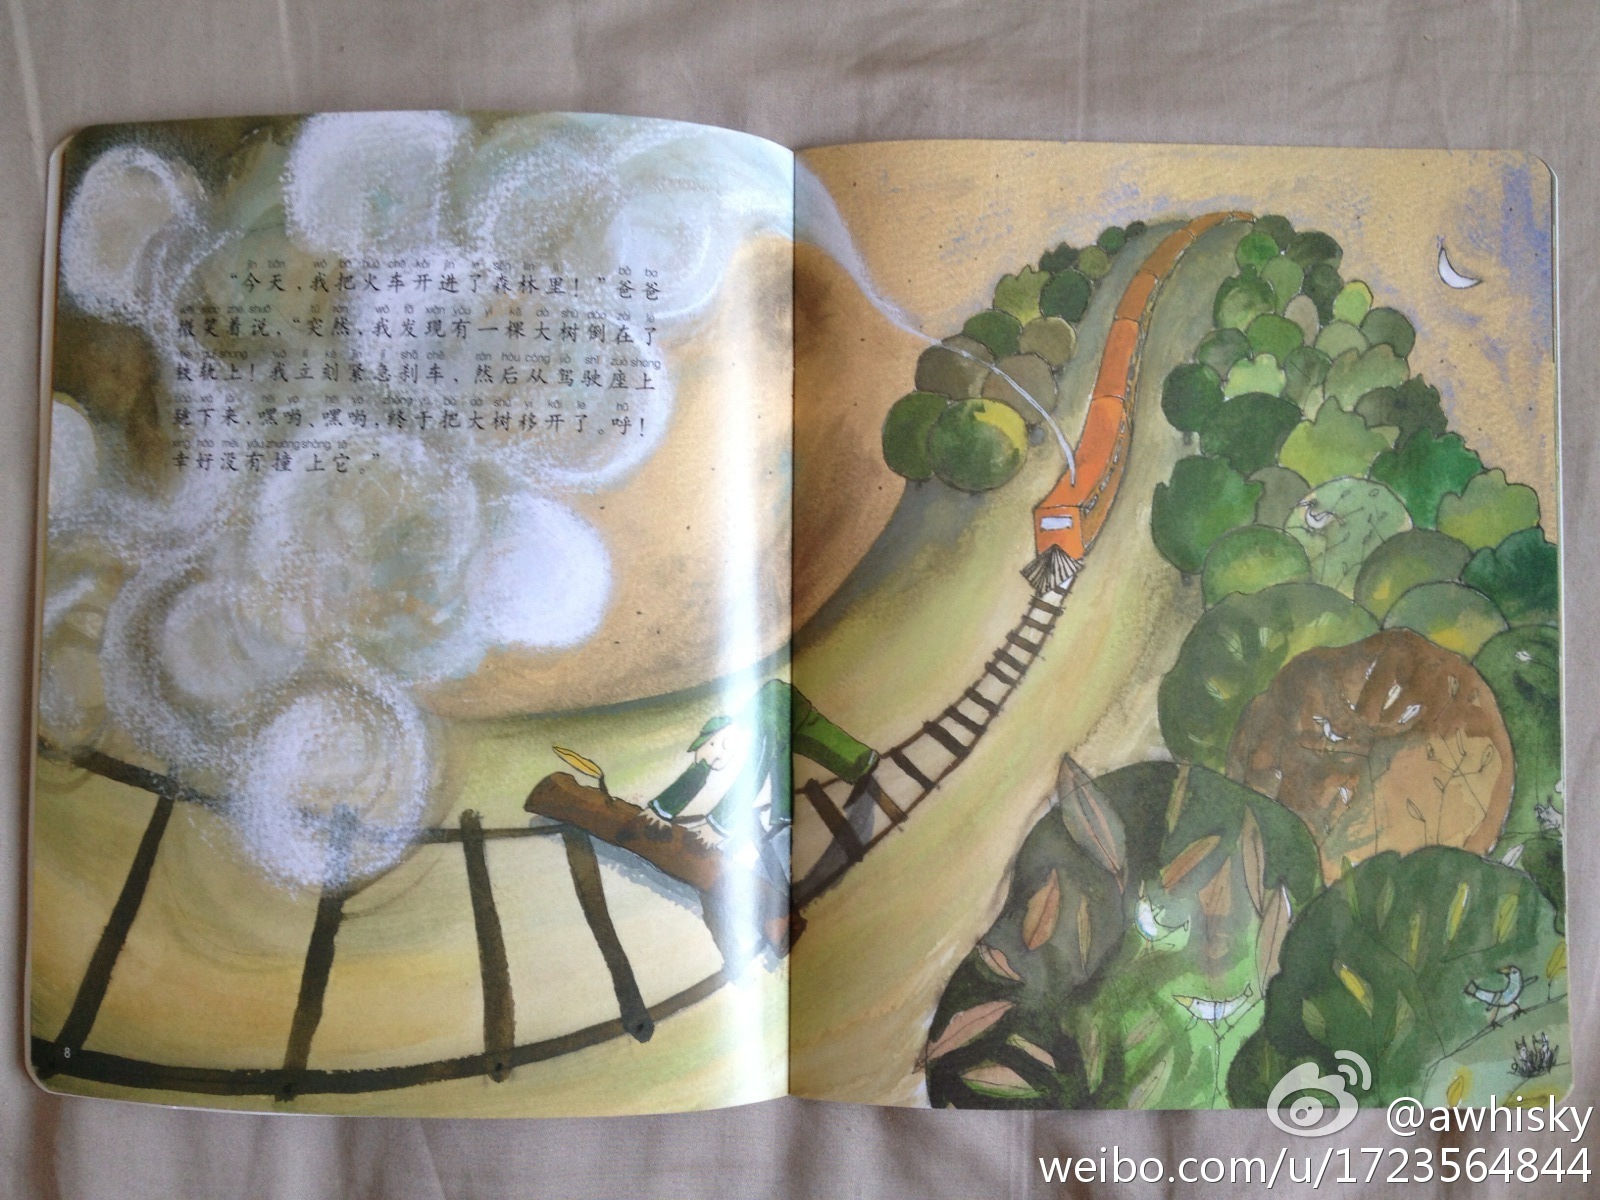 “今天，我把火车开进了森林里！”爸爸
微笑着说，“突然，我发现有一棵大树倒在了
铁轨上！我立刻紧急刹车，然后从驾驶座上
跳下来，嘿哟、嘿哟，终于把大树移开了。呼！
幸好没有撞上它。”
8
@awhisky
weibo.com/u/1723564844